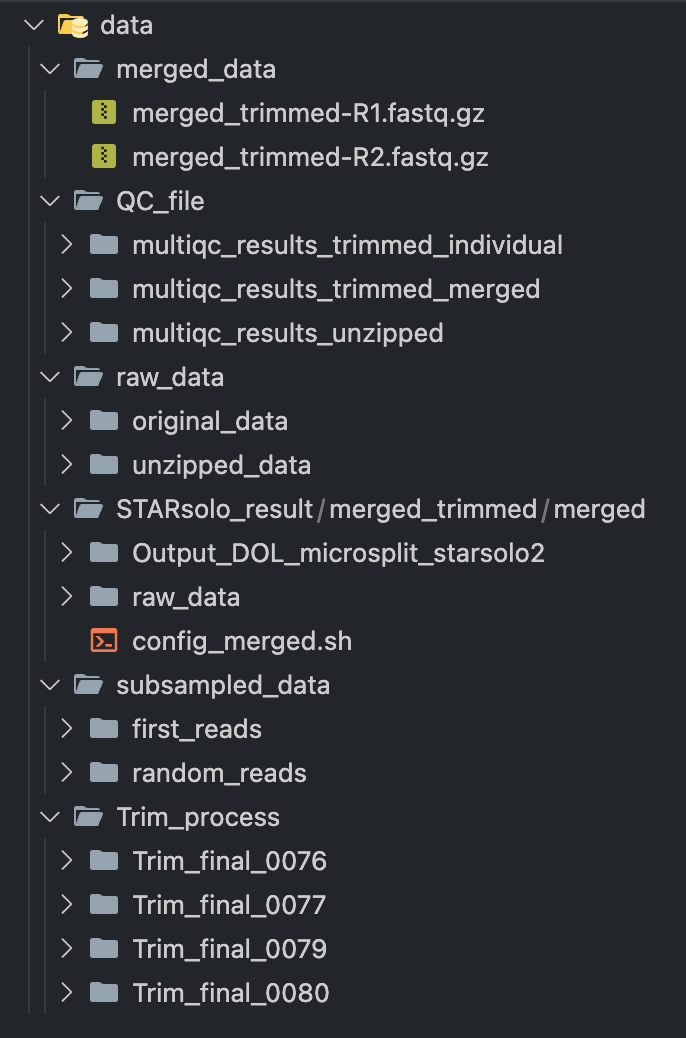 data
merged_data
merged_trimmed-R1.fastq.gz
merged_trimmed-R2.fastq.gz
QC_file
multiqc_results_trimmed_individual
multiqc_results_trimmed_merged
multiqc_results_unzipped
raw_data
original_data
unzipped_data
STARsolo_result/merged_trimmed/merged
Output_DOL_microsplit_starsolo2
raw_data
config_merged.sh
subsampled_data
first_reads
random_reads
Trim_process
Trim_final_0076
Trim_final_0077
Trim_final_0079
Trim_final_0080